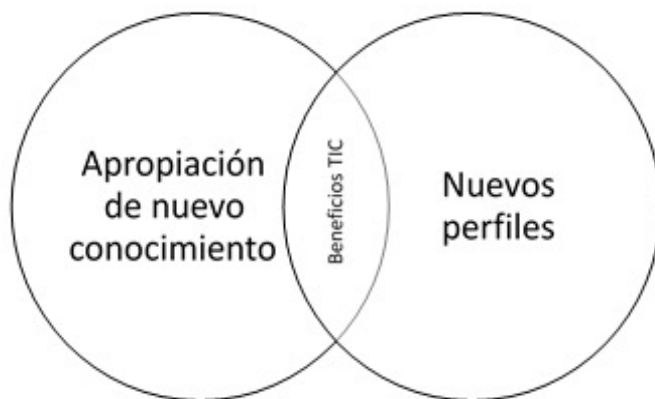 Apropiación
de nuevo
conocimiento
Beneficios TIC
Nuevos
perfiles